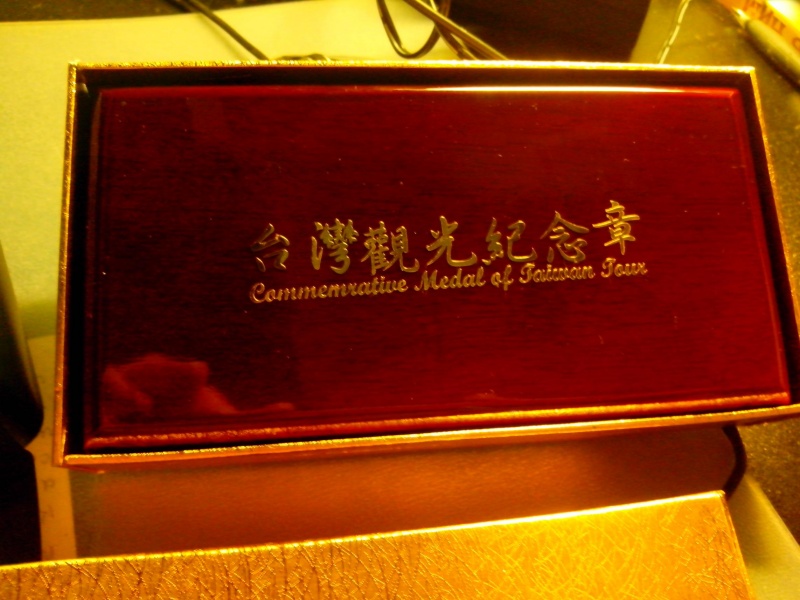 台灣觀光紀念章
Commemrative Medal of Taiwan Tour